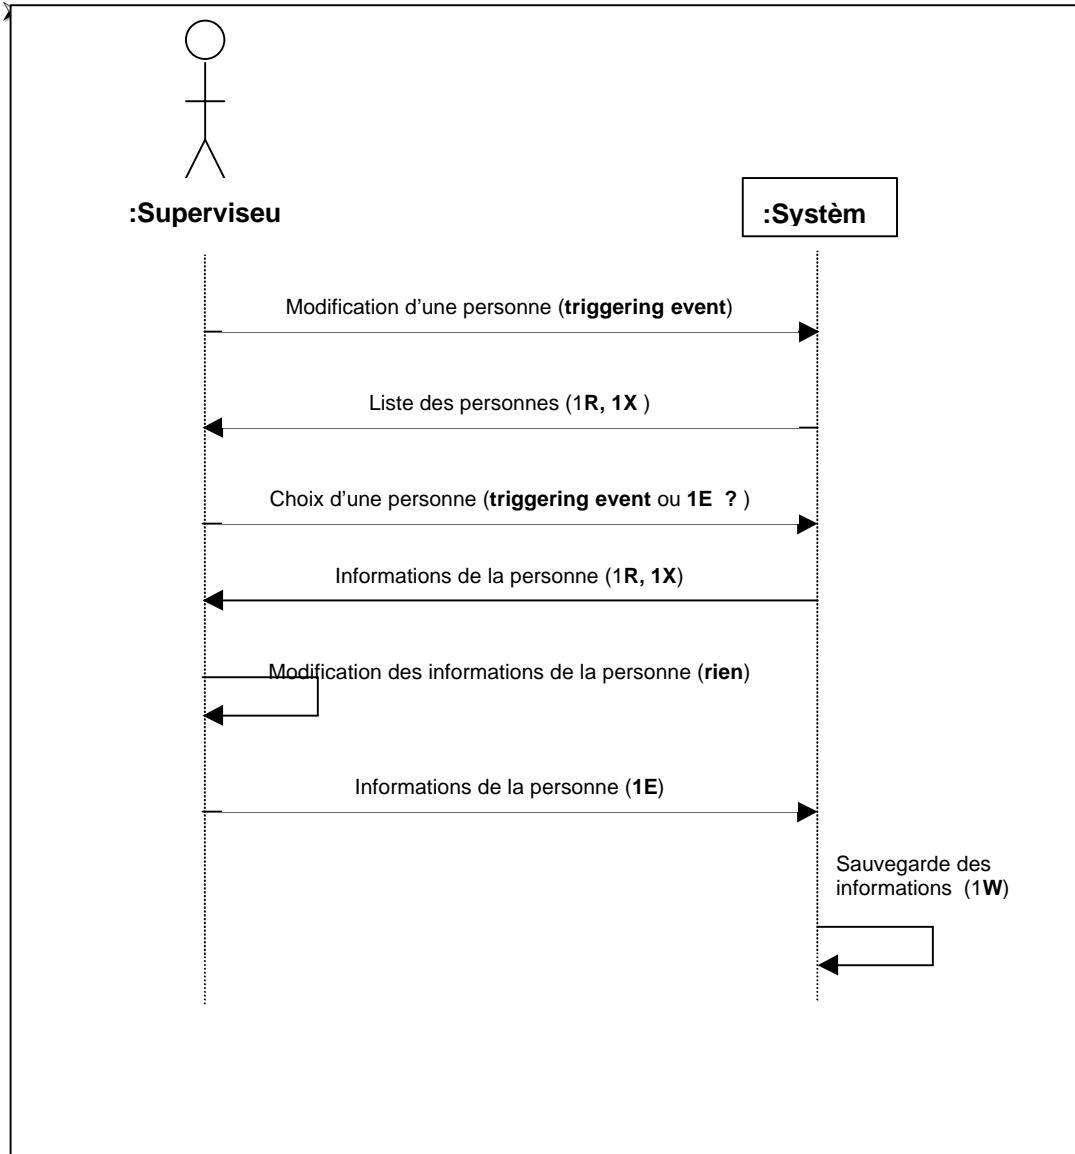 :Superviseu
:Systèm
Modification d'une personne (triggering event)
Liste des personnes (1R, 1X )
Choix d'une personne (triggering event ou 1E ? )
Informations de la personne (1R, 1X)
Modification des informations de la personne (rien)
Informations de la personne (1E)
Sauvegarde des
informations (1W)